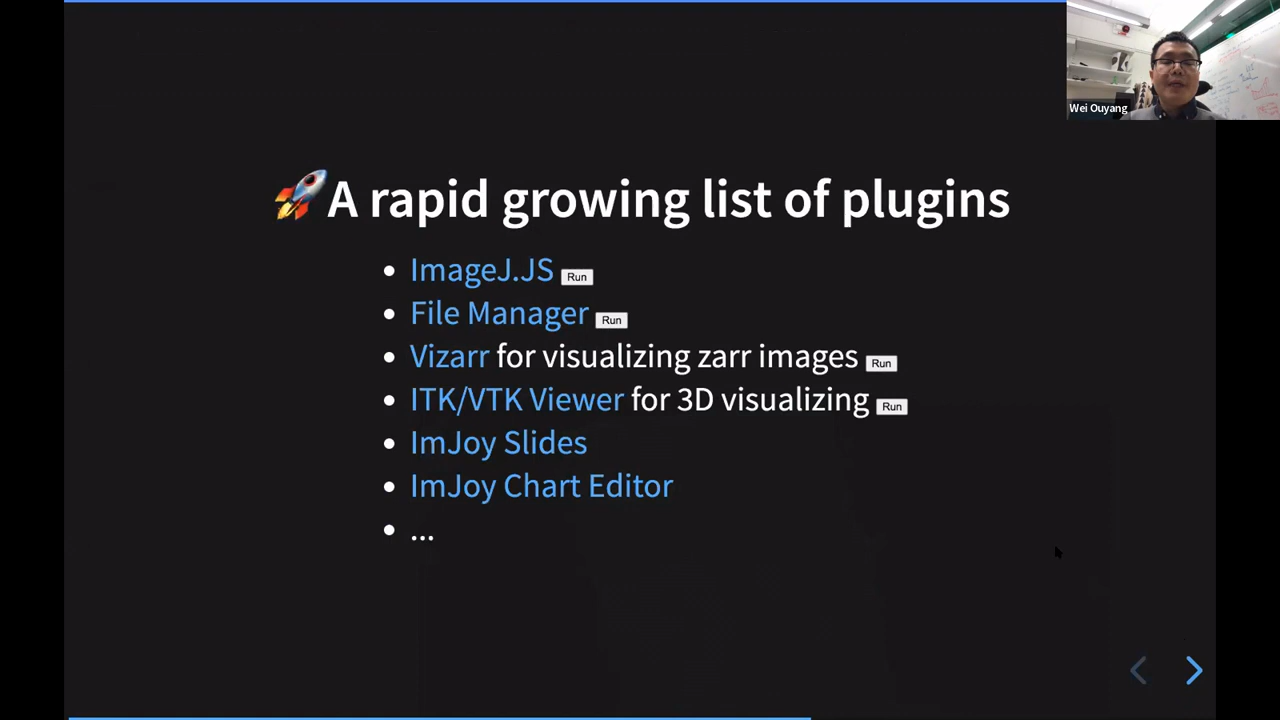 Wei Ouyang
🚀A rapid growing list of plugins
• ImageJ.JS Run
• File Manager Run
• Vizarr for visualizing zarr images Run
• ITK/VTK Viewer for 3D visualizing Run
• ImJoy Slides
• ImJoy Chart Editor
• ...